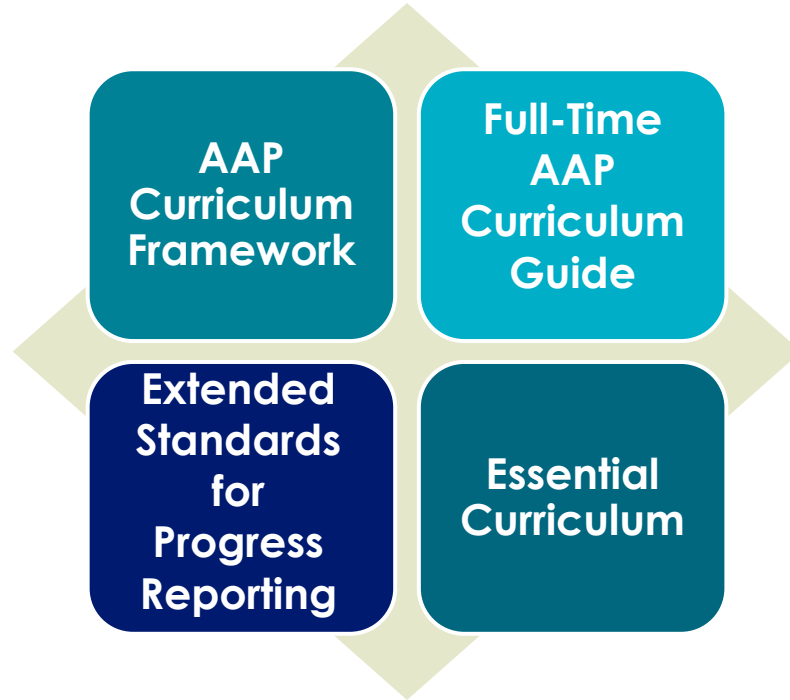 AAP
Curriculum
Framework
Full-Time
AAP
Curriculum
Guide
Extended
Standards
for
Progress
Reporting
Essential
Curriculum